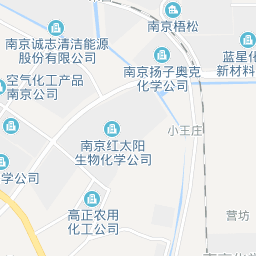 南京梧松
南京诚志清洁能源
股份有限公司
蓝星化
新材料
南京扬子奥克
化学公司
空气化工产品
南京公司
小王庄
南京红太阳
生物化学公司
学公司
高正农用
化工公司
营坊